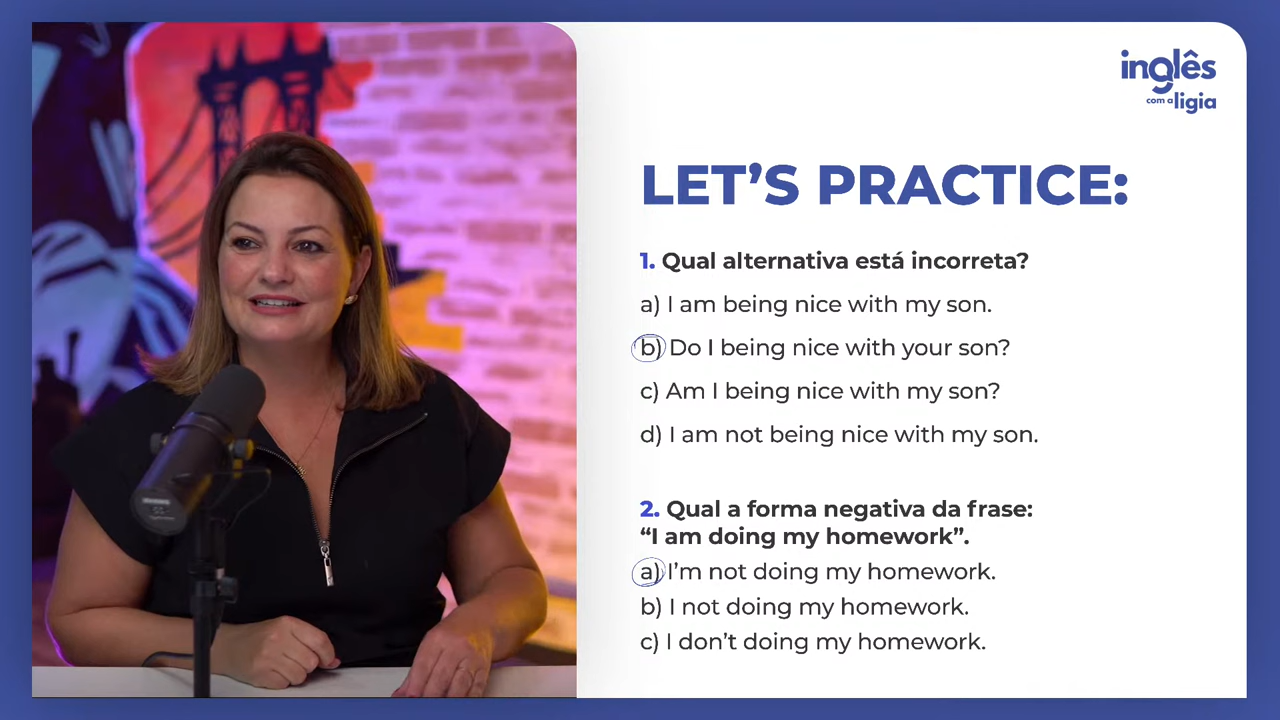 inglês
com a ligia
LET'S PRACTICE:
1. Qual alternativa está incorreta?
a) I am being nice with my son.
b) Do I being nice with your son?
c) Am I being nice with my son?
d) I am not being nice with my son.
2. Qual a forma negativa da frase:
“I am doing my homework”.
a) I'm not doing my homework.
b) I not doing my homework.
c) I don't doing my homework.